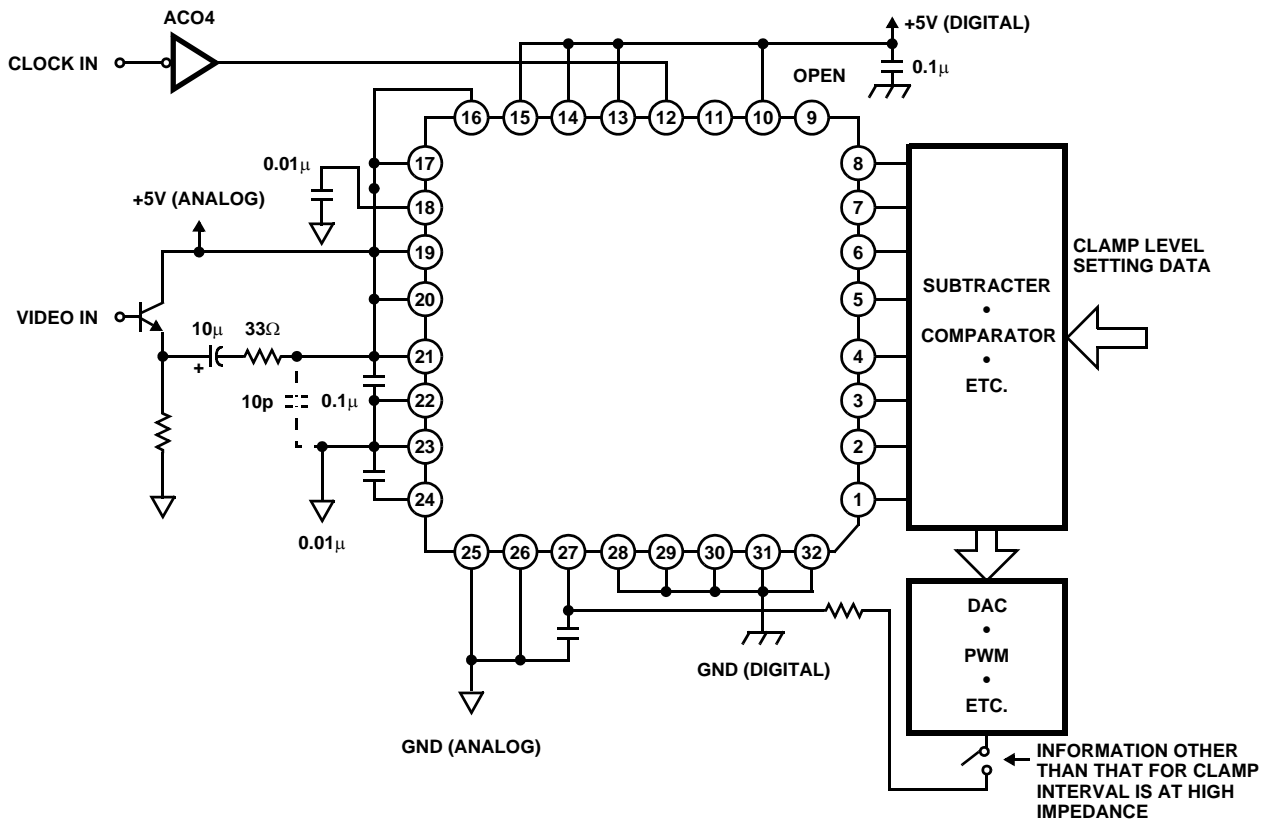 ACO4
CLOCK IN
+5V (DIGITAL)
0.1μ
OPEN
16
15
14
13
12
11
10
9
17
18
19
20
21
22
23
24
8
7
6
5
4
3
2
1
0.01μ
+5V (ANALOG)
VIDEO IN
10μ
+
33Ω
10p
0.1μ
0.01μ
SUBTRACTER
•
COMPARATOR
•
ETC.
CLAMP LEVEL
SETTING DATA
25
26
27
28
29
30
31
32
GND (ANALOG)
GND (DIGITAL)
DAC
•
PWM
•
ETC.
INFORMATION OTHER
THAN THAT FOR CLAMP
INTERVAL IS AT HIGH
IMPEDANCE